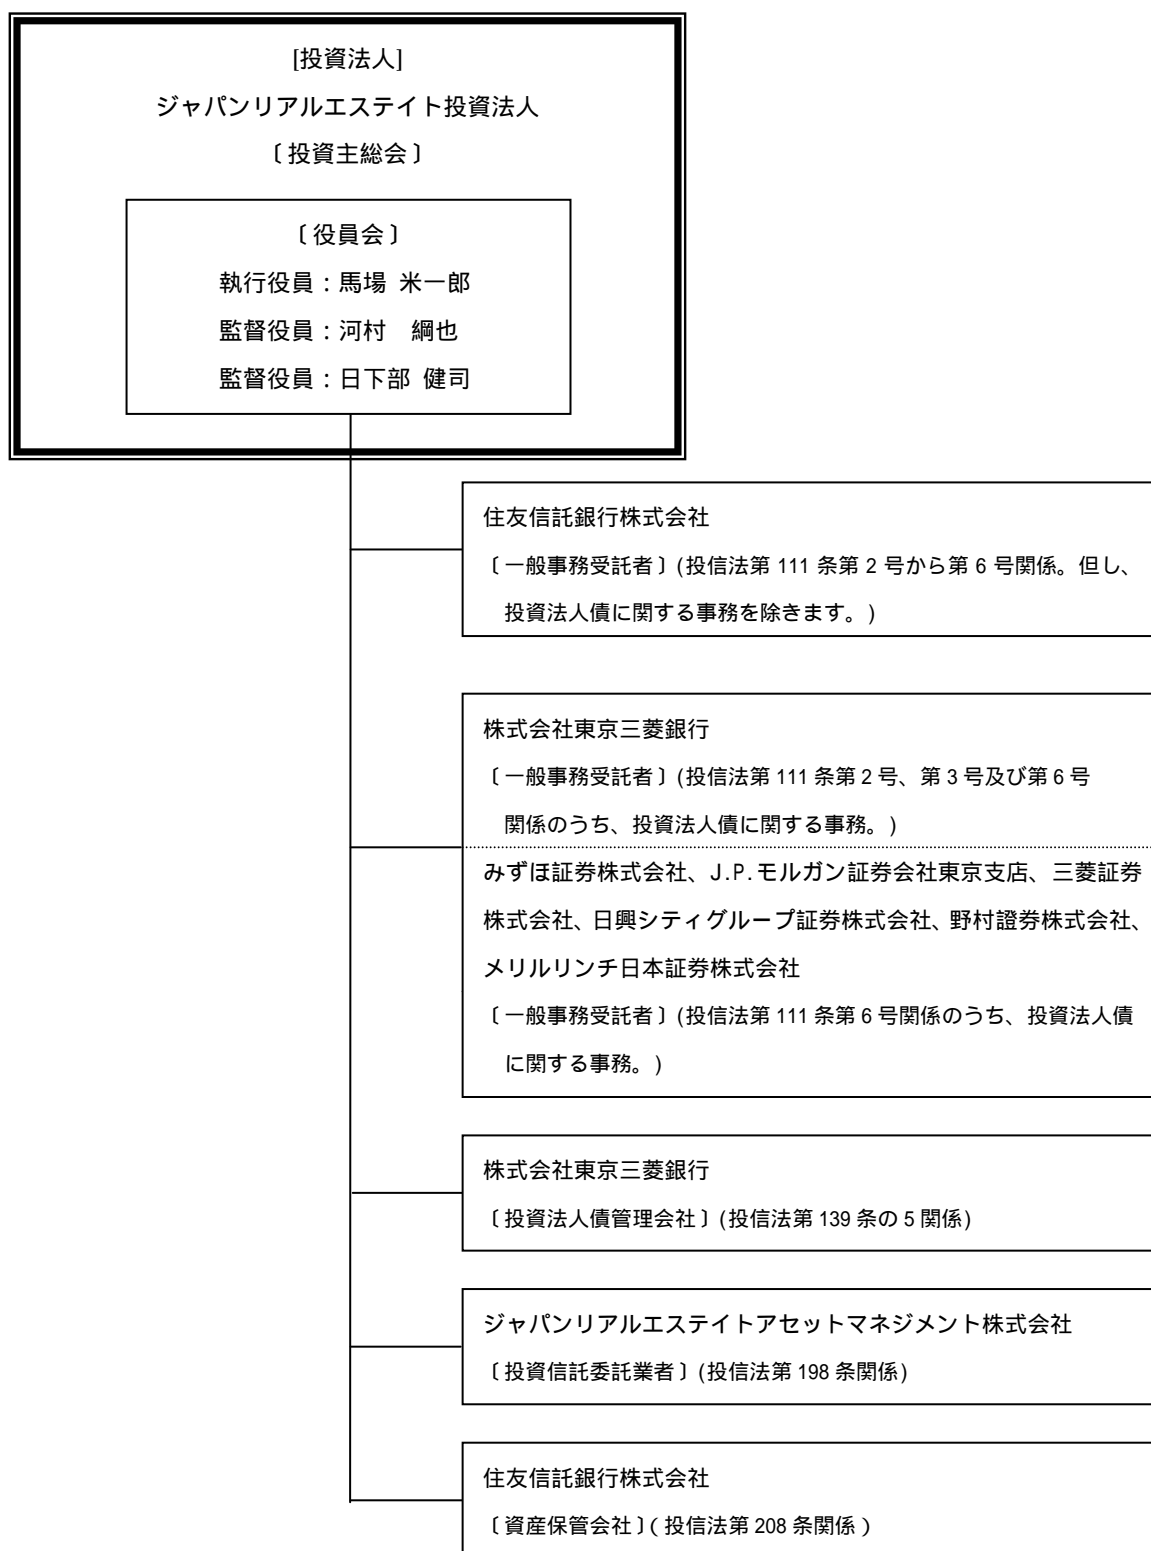 [投資法人]
ジャパンリアルエステイト投資法人
〔投資主総会〕
〔役員会〕
執行役員：馬場 米一郎
監督役員：河村　綱也
監督役員：日下部 健司
住友信託銀行株式会社
〔一般事務受託者〕(投信法第 111 条第 2 号から第 6 号関係。但し、
投資法人債に関する事務を除きます。)
株式会社東京三菱銀行
〔一般事務受託者〕(投信法第 111 条第 2 号、第 3 号及び第 6 号
関係のうち、投資法人債に関する事務。)
みずほ証券株式会社、J.P.モルガン証券会社東京支店、三菱証券
株式会社、日興シティグループ証券株式会社、野村證券株式会社、
メリルリンチ日本証券株式会社
〔一般事務受託者〕(投信法第 111 条第 6 号関係のうち、投資法人債
に関する事務。)
株式会社東京三菱銀行
〔投資法人債管理会社〕(投信法第 139 条の 5 関係)
ジャパンリアルエステイトアセットマネジメント株式会社
〔投資信託委託業者〕(投信法第 198 条関係)
住友信託銀行株式会社
〔資産保管会社〕(投信法第 208 条関係)